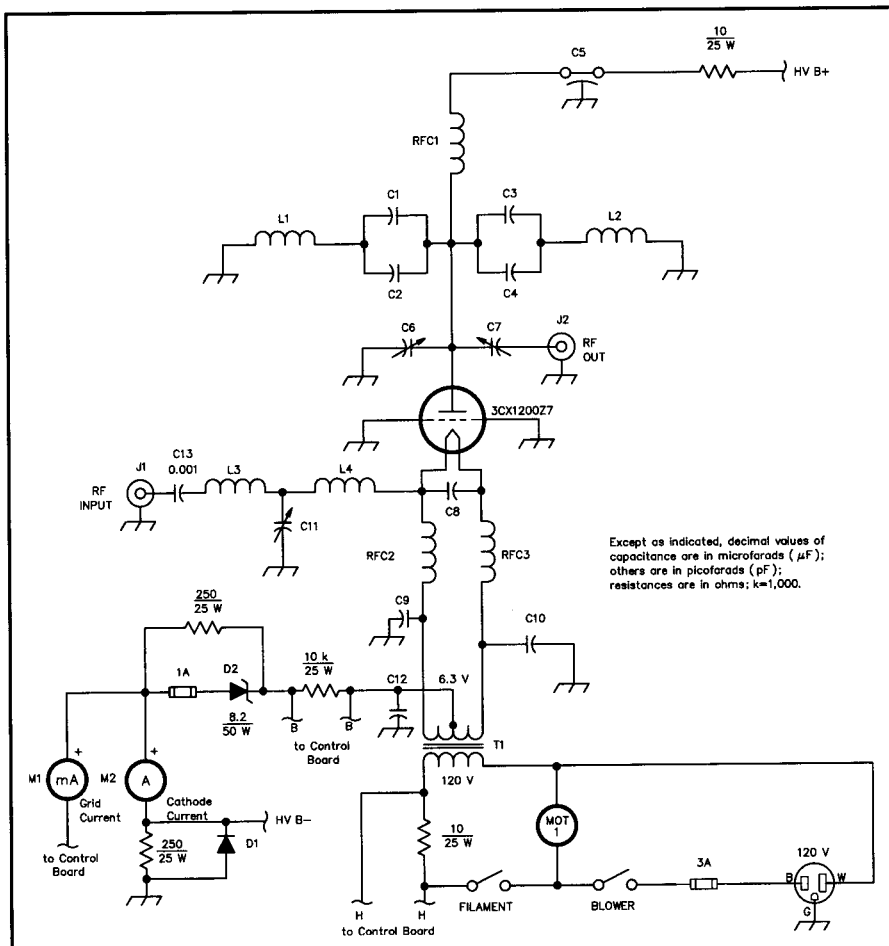 10
25 W
C5
HV B+
RFC1
C1
C3
L1
L2
C2
C4
J2
C6
C7
RF
OUT
3CX1200Z7
C13
0.001
J1
L3
L4
RF
INPUT
C8
C11
RFC2
RFC3
Except as indicated, decimal values of
capacitance are in microfarads ( µF);
others are in picofarads ( pF);
resistances are in ohms; k=1,000.
250
25 W
C9
C10
1A
D2
10 k
25 W
C12
6.3 V
8.2
50 W
B
B
to Control
Board
T1
120 V
+
+
M1
mA
M2
A
MOT
1
Grid
Current
Cathode
Current
HV B-
250
25 W
D1
10
25 W
3A
120 V
B
W
G
to Control
Board
H
H
FILAMENT
BLOWER
to Control Board